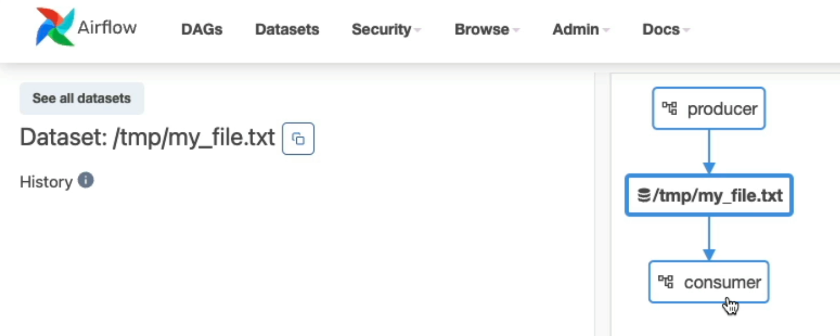 Airflow DAGs Datasets Security Browse Admin Docs
See all datasets
Dataset: /tmp/my_file.txt
History
producer
/tmp/my_file.txt
consumer